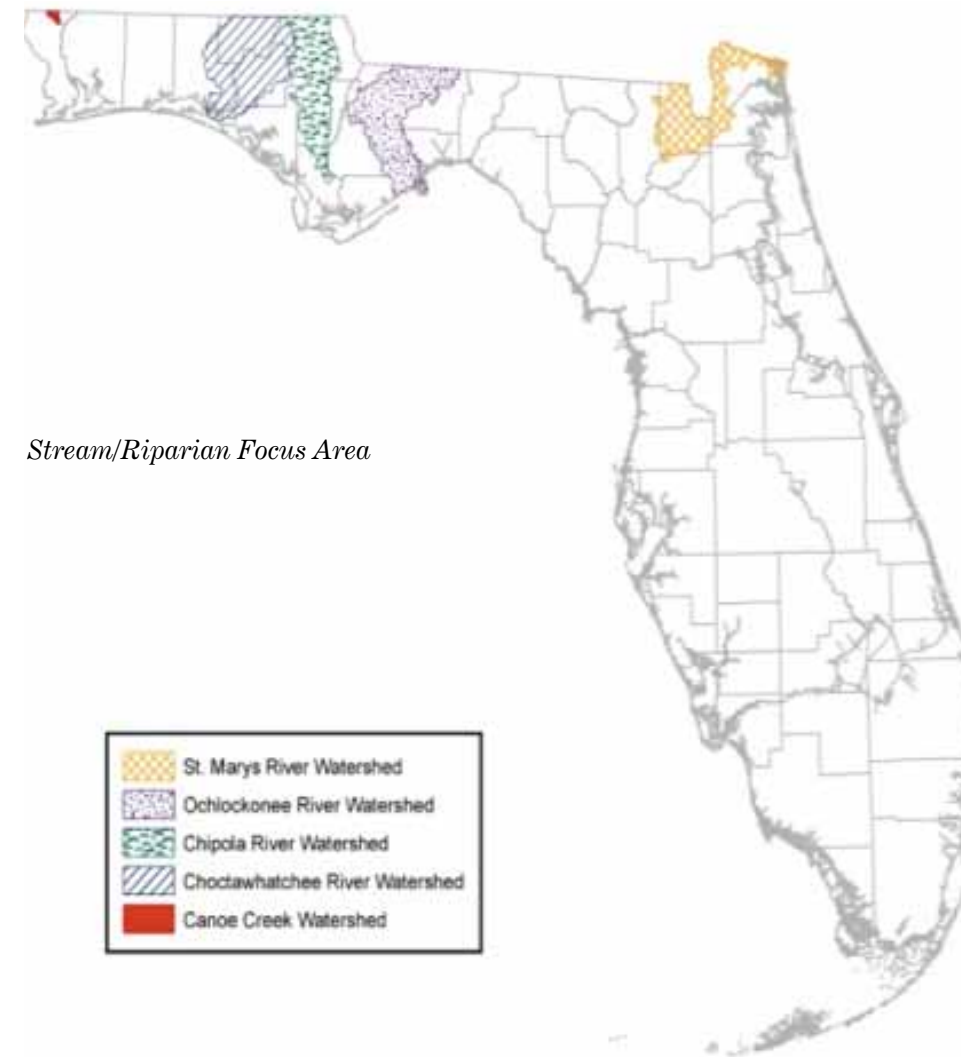 Stream/Riparian Focus Area
St. Marys River Watershed
Ochlockonee River Watershed
Chipola River Watershed
Choctawhatchee River Watershed
Canoe Creek Watershed